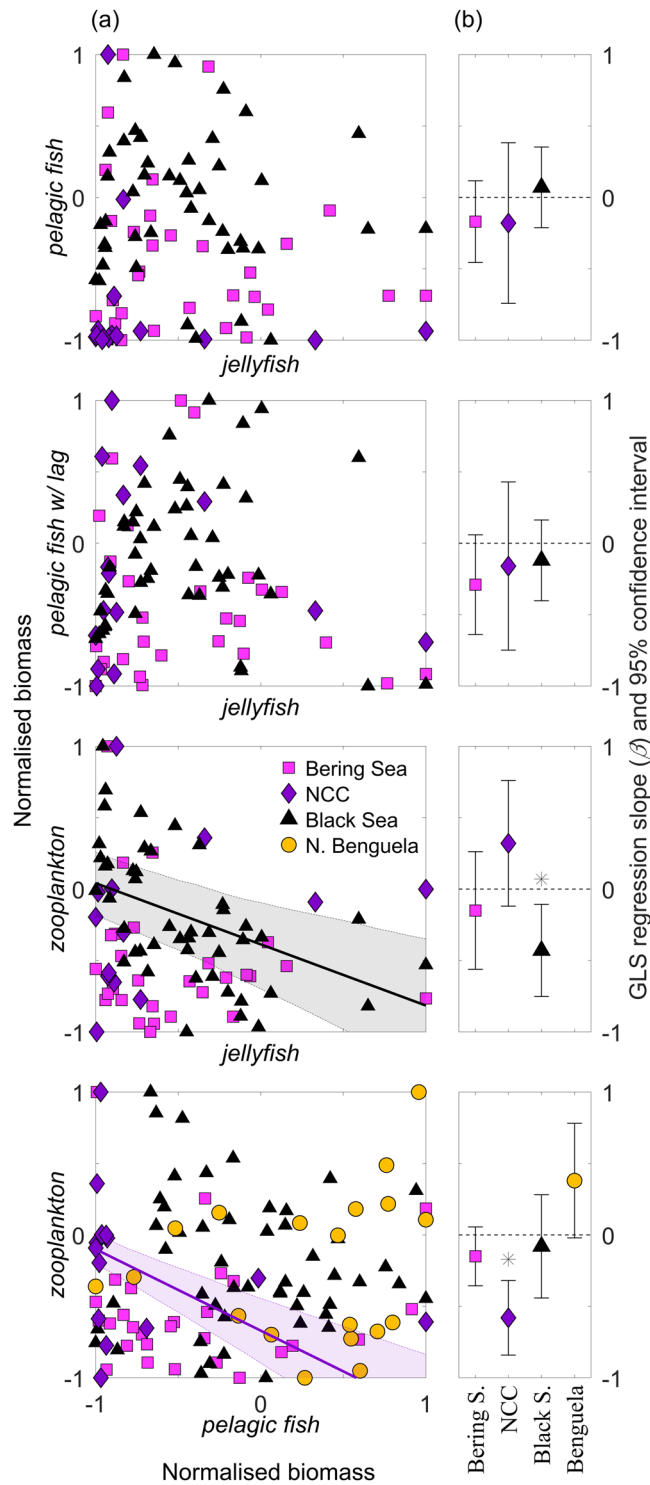 (a)
(b)
1
0
-1
pelagic fish
jellyfish
1
0
-1
1
0
-1
pelagic fish w/ lag
jellyfish
1
0
-1
Normalised biomass
GLS regression slope (β) and 95% confidence interval
1
0
-1
zooplankton
jellyfish
Bering Sea
NCC
Black Sea
N. Benguela
1
0
-1
*
1
0
-1
zooplankton
-1
0
1
pelagic fish
Normalised biomass
1
0
-1
*
Bering S.
NCC
Black S.
Benguela